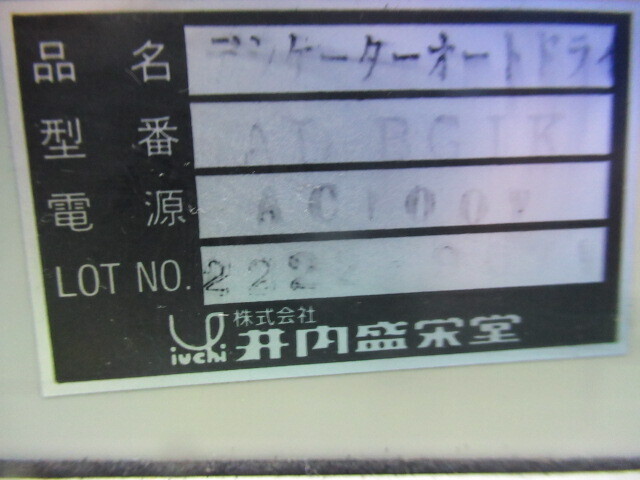 品名 デシケーターオートドライ
型番
電源 AC100V
LOT NO. 222
iuchi 株式会社 井内盛栄堂